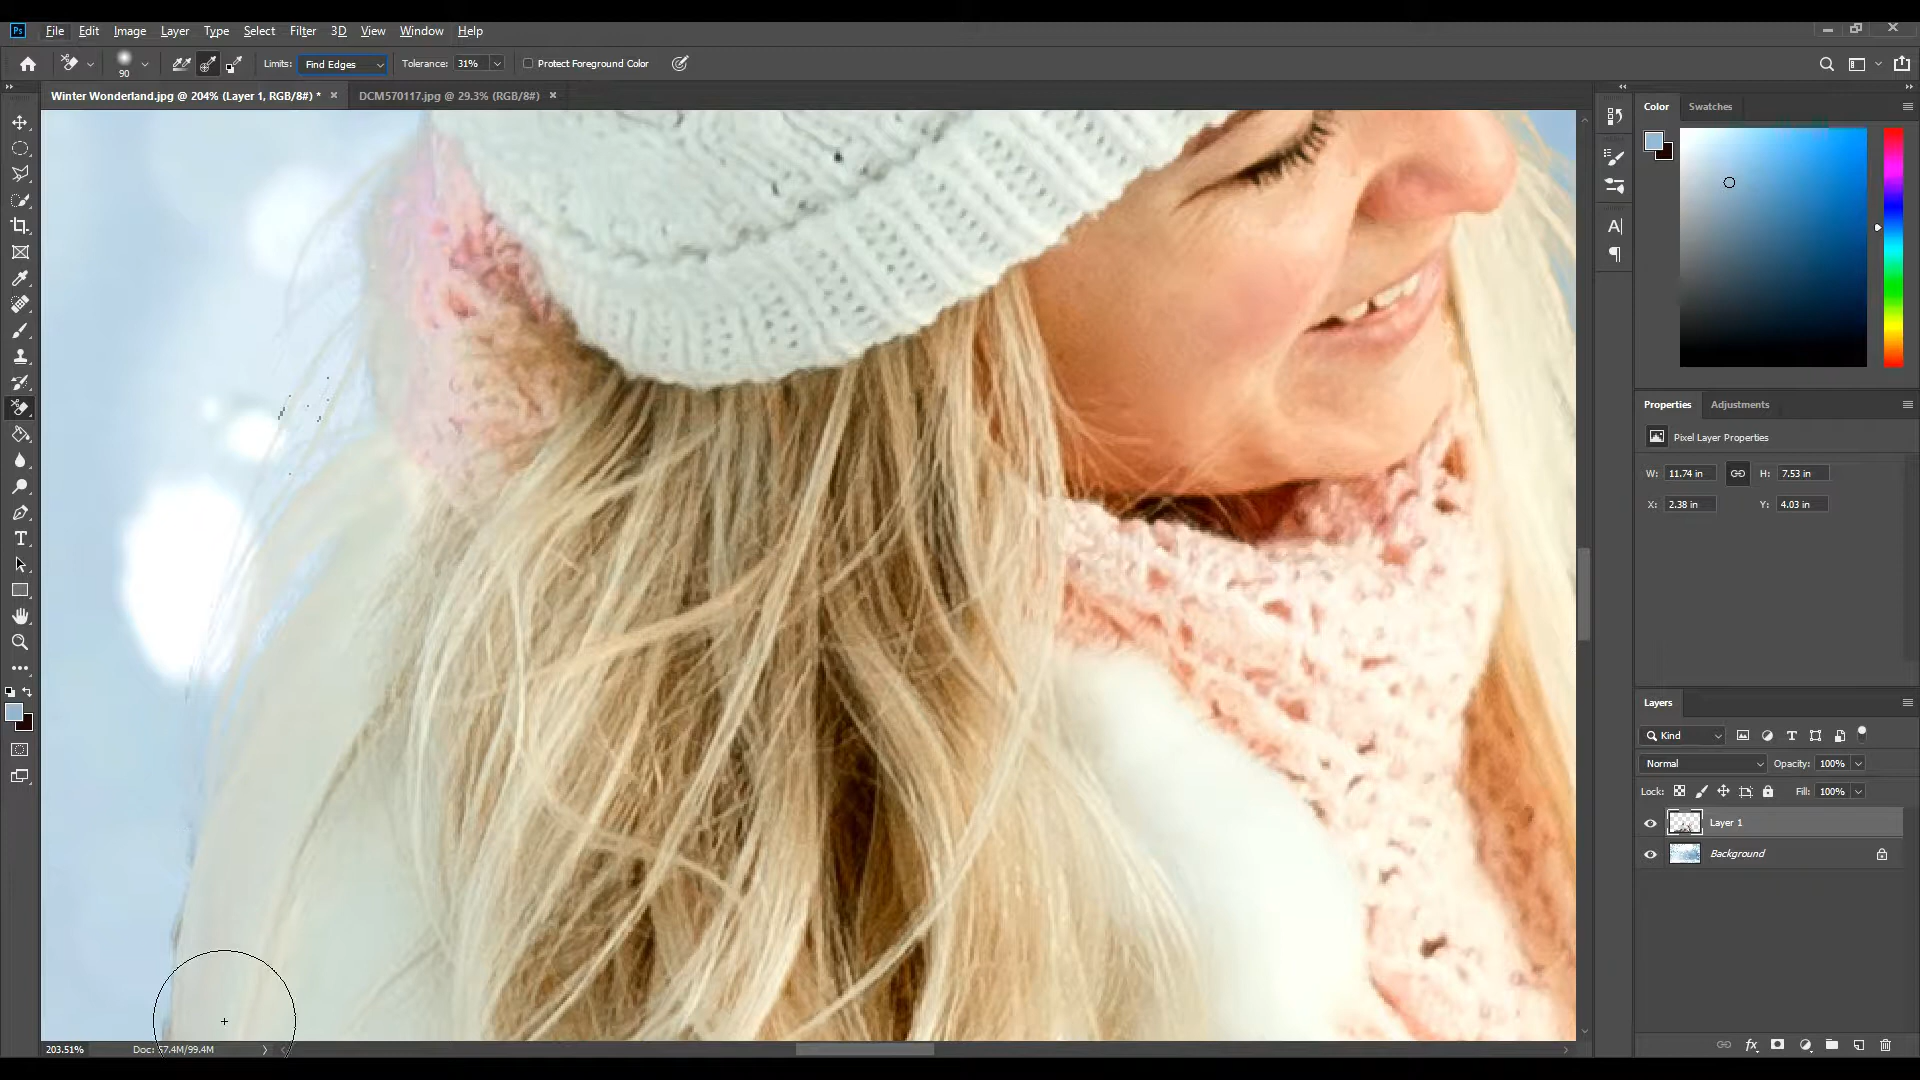 Ps File Edit Image Layer Type Select Filter 3D View Window Help
90 Limits: Find Edges Tolerance: 31% Protect Foreground Color
Winter Wonderland.jpg @ 204% (Layer 1, RGB/8#) * × DCM570117.jpg @ 29.3% (RGB/8#) ×
Color Swatches
Properties Adjustments
Pixel Layer Properties
W: 11.74 in H: 7.53 in
X: 2.38 in Y: 4.03 in
Layers
Kind
Normal Opacity: 100%
Lock: Fill: 100%
Layer 1
Background
203.51% Doc: 57.4M/99.4M